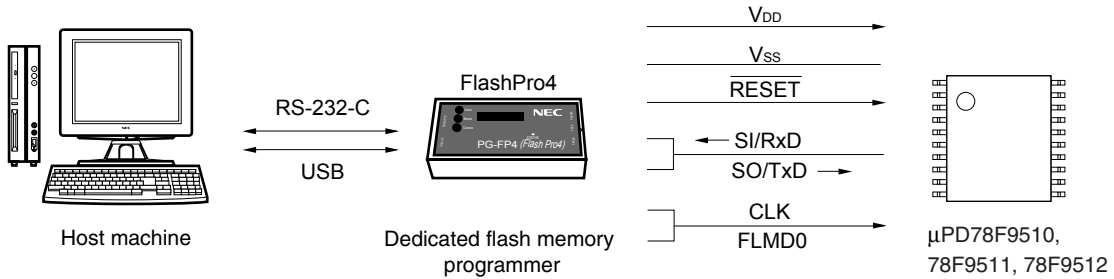 VDD
VSS
FlashPro4
RESET
RS-232-C
NEC
SI/RxD
PG-FP4 (Flash Pro4)
USB
SO/TxD
NEC
CLK
Host machine
Dedicated flash memory
programmer
FLMD0
μPD78F9510,
78F9511, 78F9512